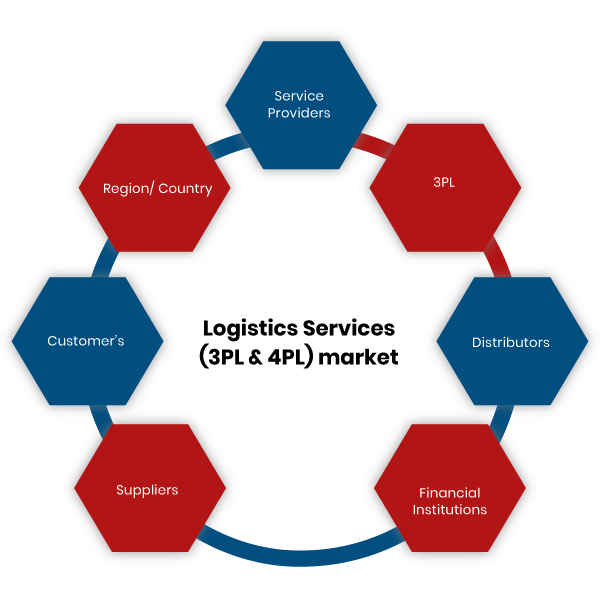 Service
Providers
Region/ Country
3PL
Logistics Services
(3PL & 4PL) market
Customer's
Distributors
Suppliers
Financial
Institutions